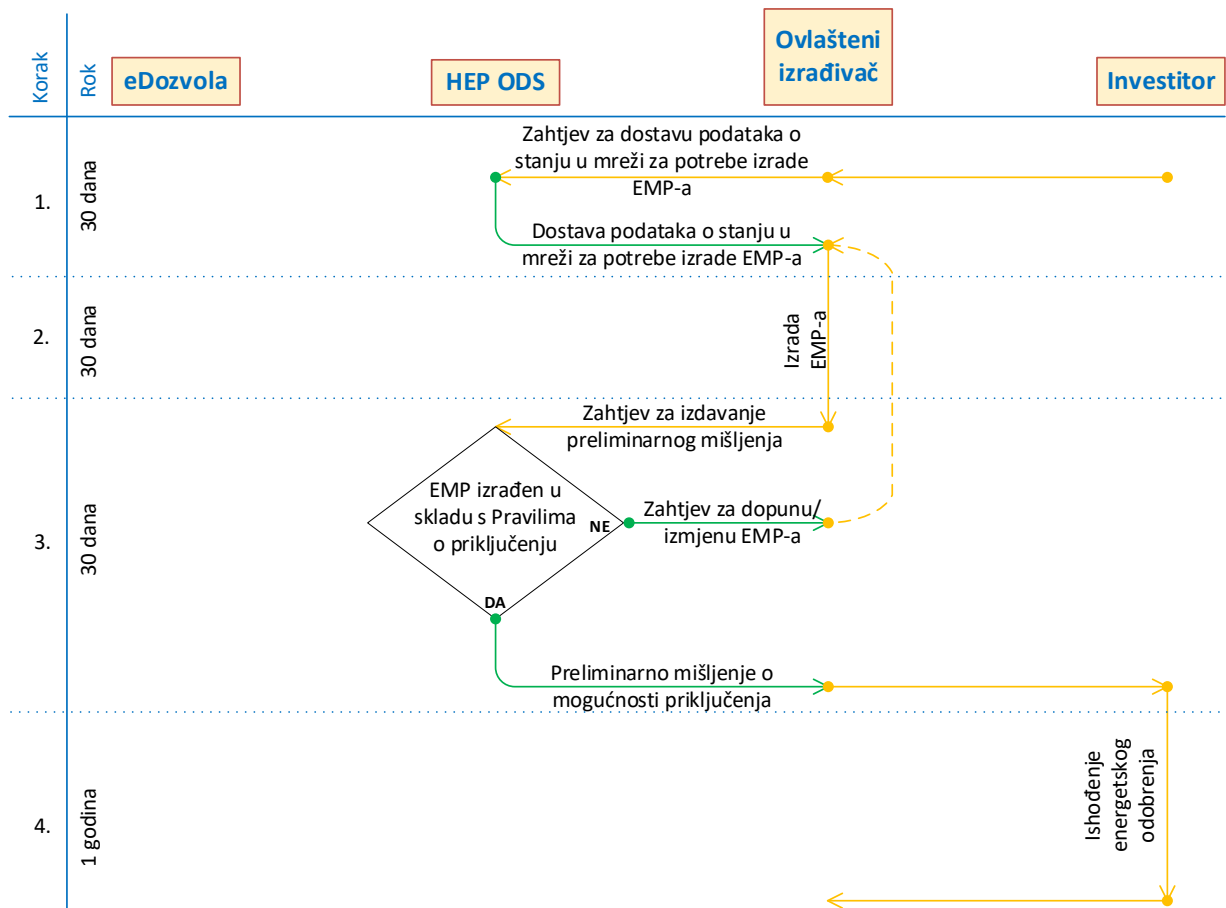 Korak
Rok
eDozvola
HEP ODS
Ovlašteni
izrađivač
Investitor
1.
30 dana
Zahtjev za dostavu podataka o
stanju u mreži za potrebe izrade
EMP-a
Dostava podataka o stanju u
mreži za potrebe izrade EMP-a
2.
30 dana
Izrada
EMP-a
3.
30 dana
Zahtjev za izdavanje
preliminarnog mišljenja
EMP izrađen u
skladu s Pravilima
o priključenju
NE
Zahtjev za dopunu/
izmjenu EMP-a
DA
Preliminarno mišljenje o
mogućnosti priključenja
4.
1 godina
Ishođenje
energetskog
odobrenja